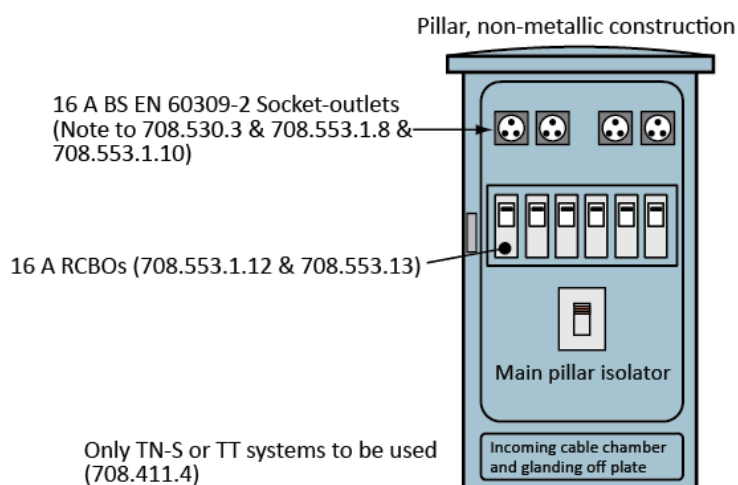 Pillar, non-metallic construction
16 A BS EN 60309-2 Socket-outlets
(Note to 708.530.3 & 708.553.1.8 &
708.553.1.10)
16 A RCBOs (708.553.1.12 & 708.553.13)
Main pillar isolator
Only TN-S or TT systems to be used
(708.411.4)
Incoming cable chamber
and glanding off plate